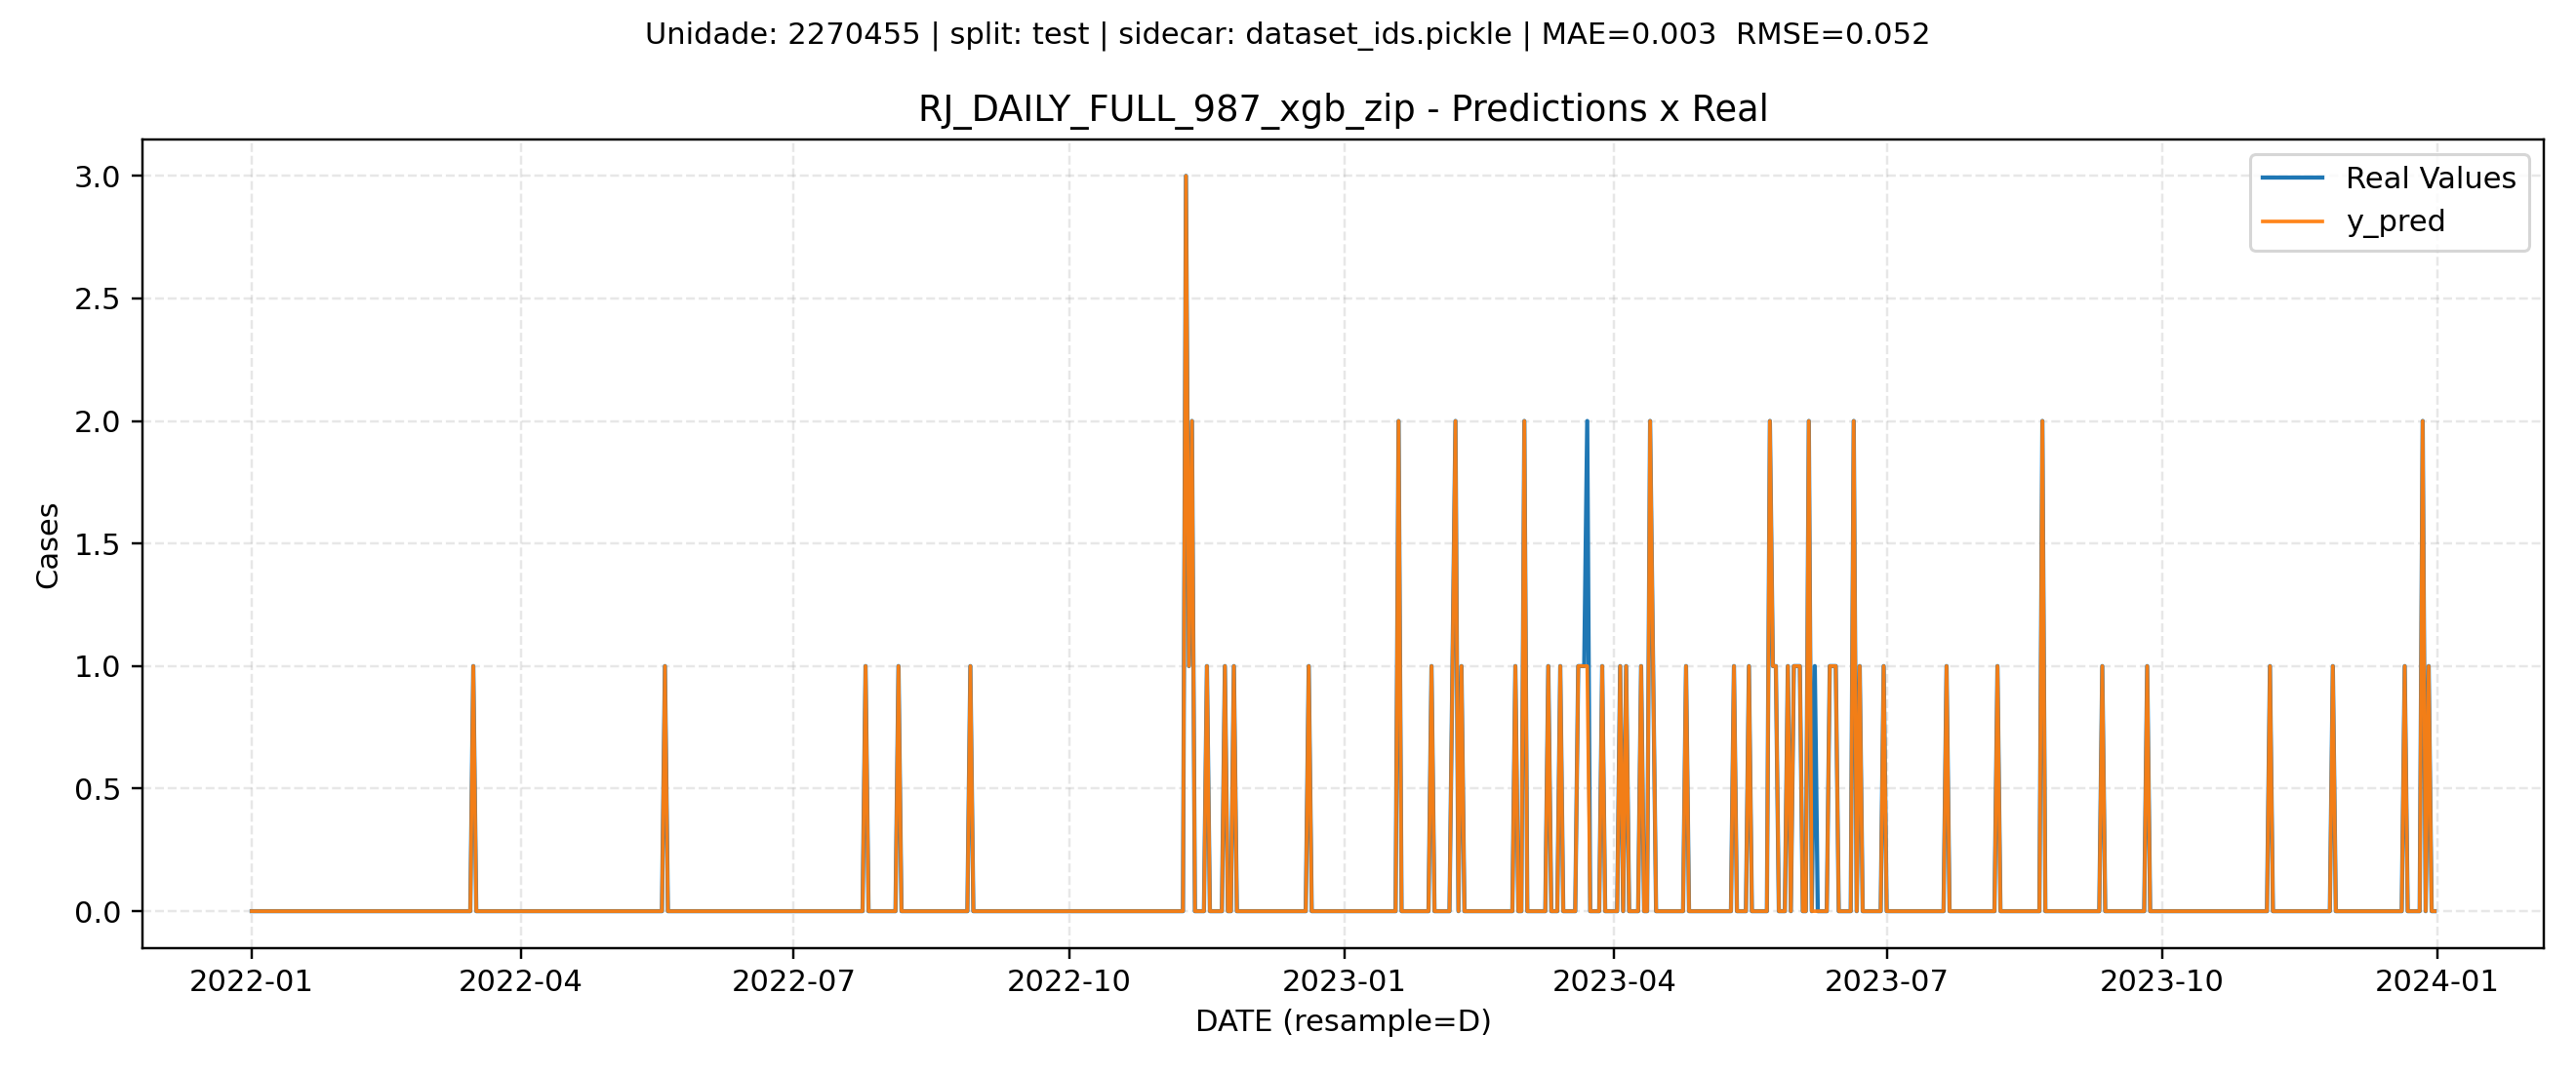 Unidade: 2270455 | split: test | sidecar: dataset_ids.pickle | MAE=0.003  RMSE=0.052
RJ_DAILY_FULL_987_xgb_zip - Predictions x Real
Real Values
y_pred
Cases
3.0
2.5
2.0
1.5
1.0
0.5
0.0
2022-01 2022-04 2022-07 2022-10 2023-01 2023-04 2023-07 2023-10 2024-01
DATE (resample=D)